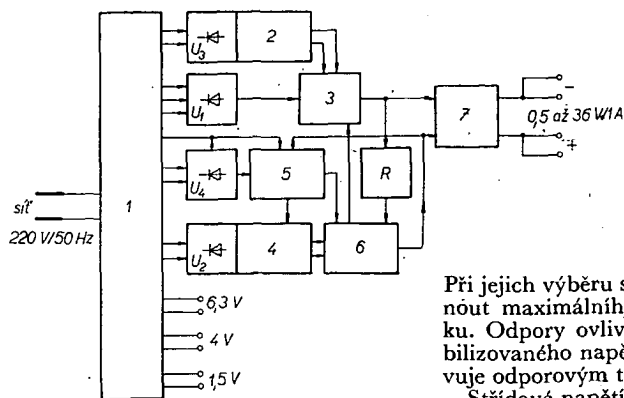 U3
2
3
U1
7
−
0,5 až 36 W/1A
+
U4
5
R
1
síť
220 V/50 Hz
U2
4
6
6,3 V
4 V
1,5 V
Při jejich výběru s
nout maximálníh
ku. Odpory ovliv
bilizovaného napě
vuje odporovým t
Střídavé napětí